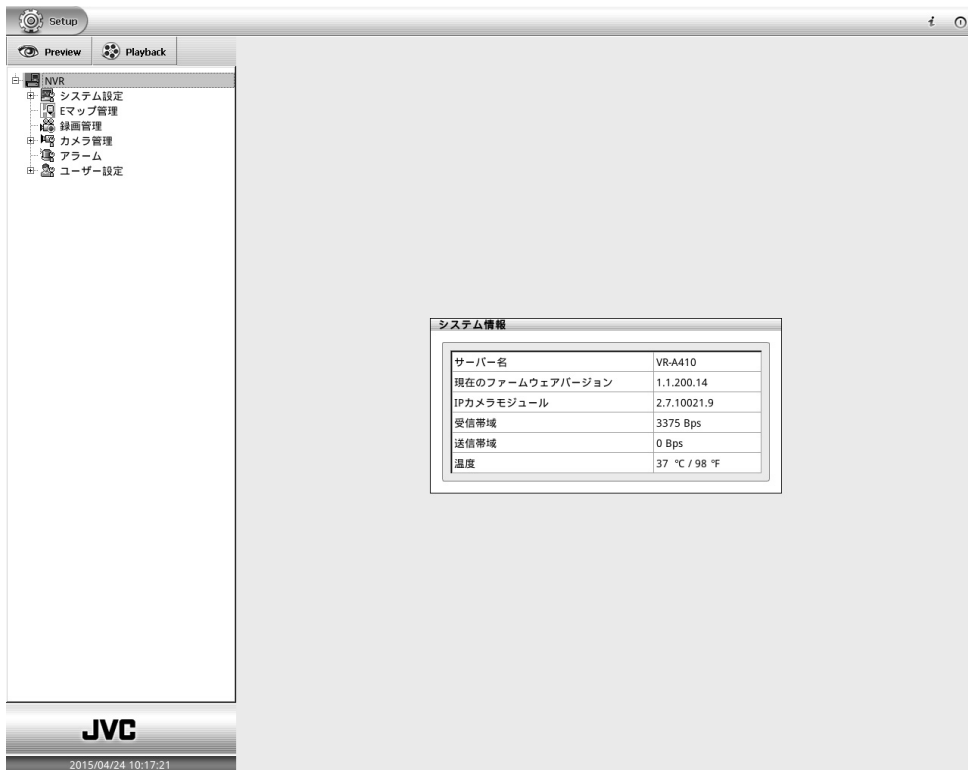 Setup
Preview Playback
NVR
システム設定
Eマップ管理
録画管理
カメラ管理
アラーム
ユーザー設定
システム情報
サーバー名 VR-A410
現在のファームウェアバージョン 1.1.200.14
IPカメラモジュール 2.7.10021.9
受信帯域 3375 Bps
送信帯域 0 Bps
温度 37 ℃ / 98 ℉
JVC
2015/04/24 10:17:21